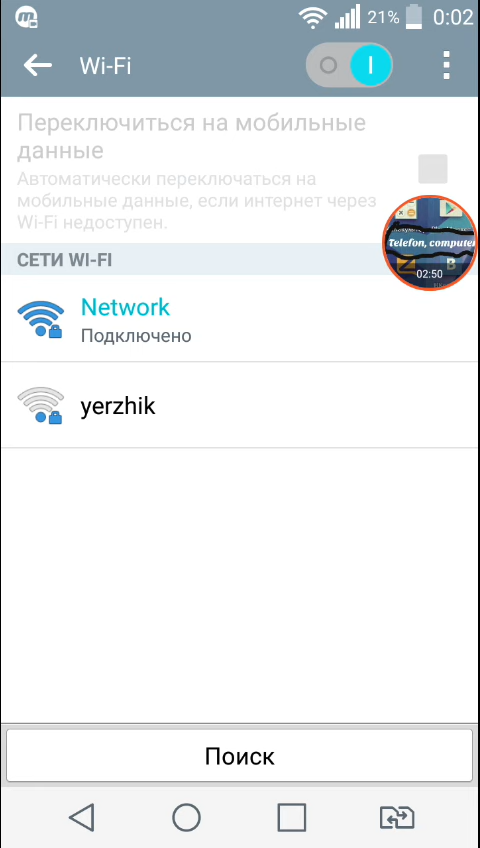 21% 0:02
Wi-Fi
Переключиться на мобильные
данные
Автоматически переключаться на
мобильные данные, если интернет через
Wi-Fi недоступен.
Telefon, computer
02:50
СЕТИ WI-FI
Network
Подключено
yerzhik
Поиск